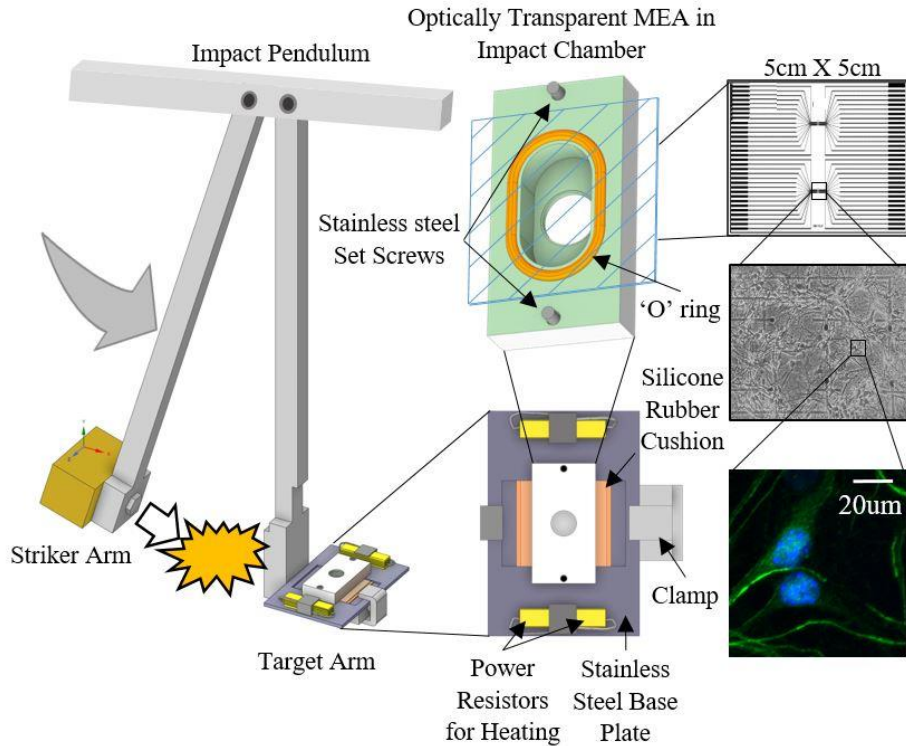 Optically Transparent MEA in
Impact Chamber
Impact Pendulum
5cm X 5cm
Stainless steel
Set Screws
‘O’ ring
Silicone
Rubber
Cushion
20um
Striker Arm
Clamp
Target Arm
Power
Resistors
for Heating
Stainless
Steel Base
Plate